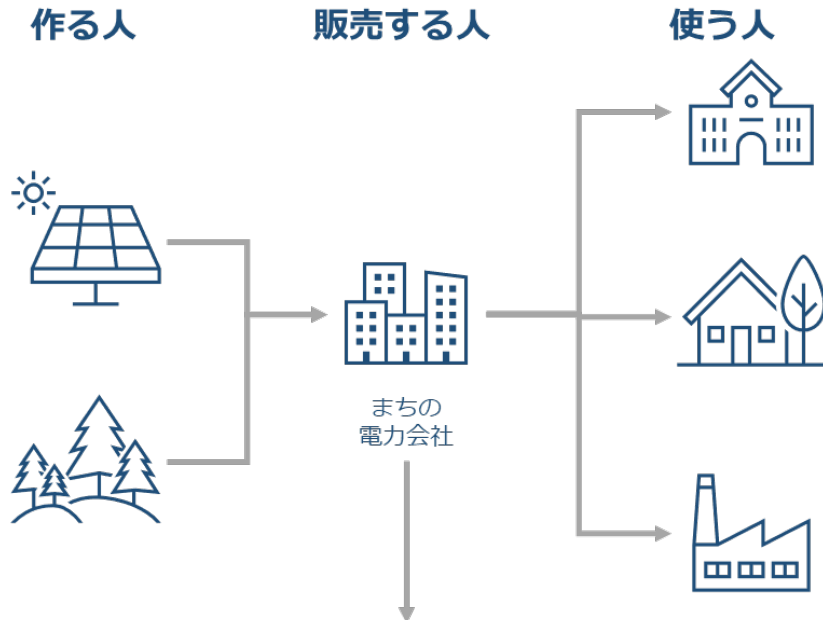 作る人
販売する人
使う人
まちの
電力会社